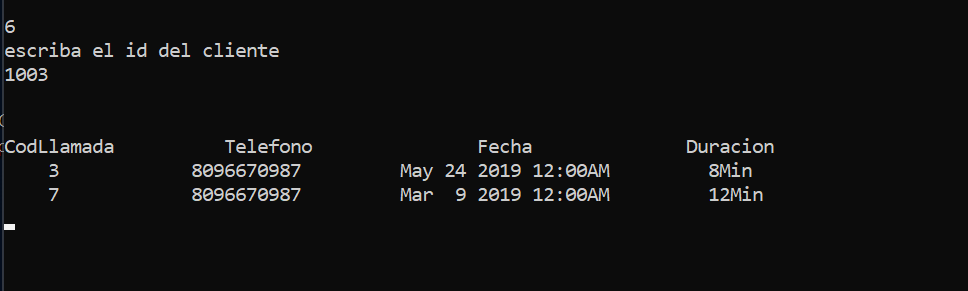 6
escriba el id del cliente
1003
CodLlamada Telefono Fecha Duracion
3 8096670987 May 24 2019 12:00AM 8Min
7 8096670987 Mar 9 2019 12:00AM 12Min